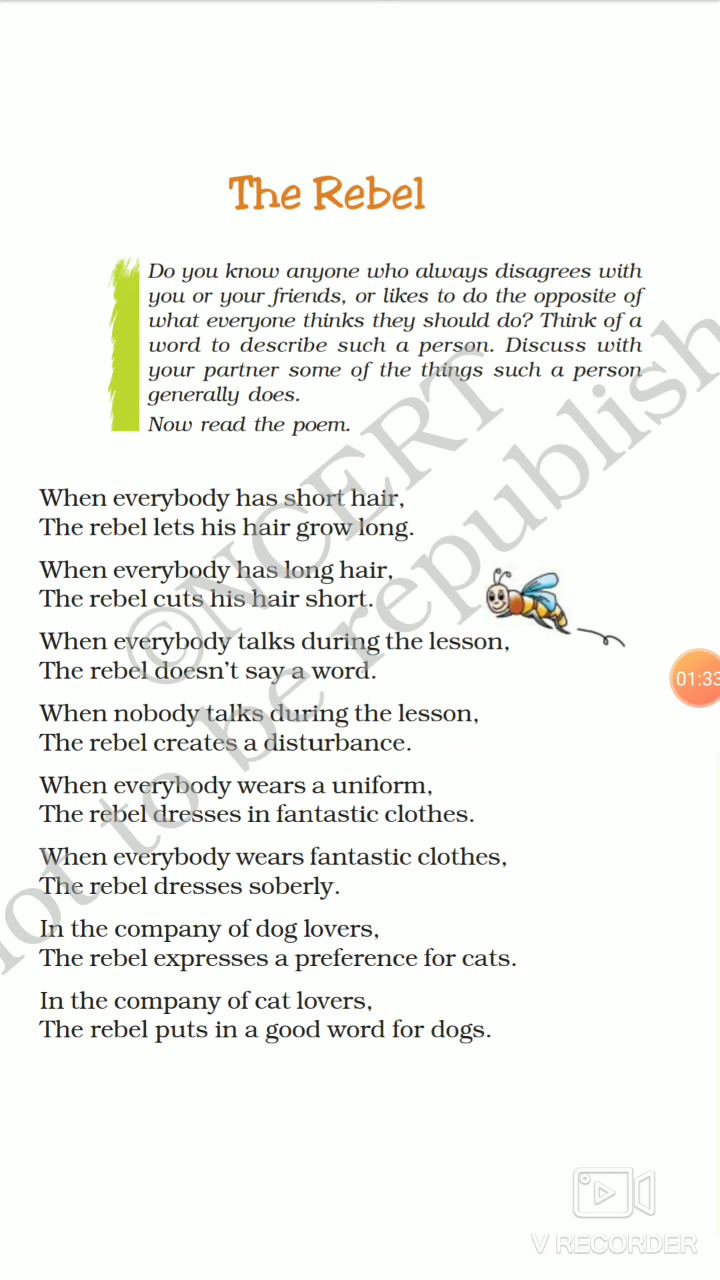 The Rebel
Do you know anyone who always disagrees with
you or your friends, or likes to do the opposite of
what everyone thinks they should do? Think of a
word to describe such a person. Discuss with
your partner some of the things such a person
generally does.
Now read the poem.
When everybody has short hair,
The rebel lets his hair grow long.
When everybody has long hair,
The rebel cuts his hair short.
When everybody talks during the lesson,
The rebel doesn't say a word.
When nobody talks during the lesson,
The rebel creates a disturbance.
When everybody wears a uniform,
The rebel dresses in fantastic clothes.
When everybody wears fantastic clothes,
The rebel dresses soberly.
In the company of dog lovers,
The rebel expresses a preference for cats.
In the company of cat lovers,
The rebel puts in a good word for dogs.
©NCERT
not to be republish
01:33
V RECORDER